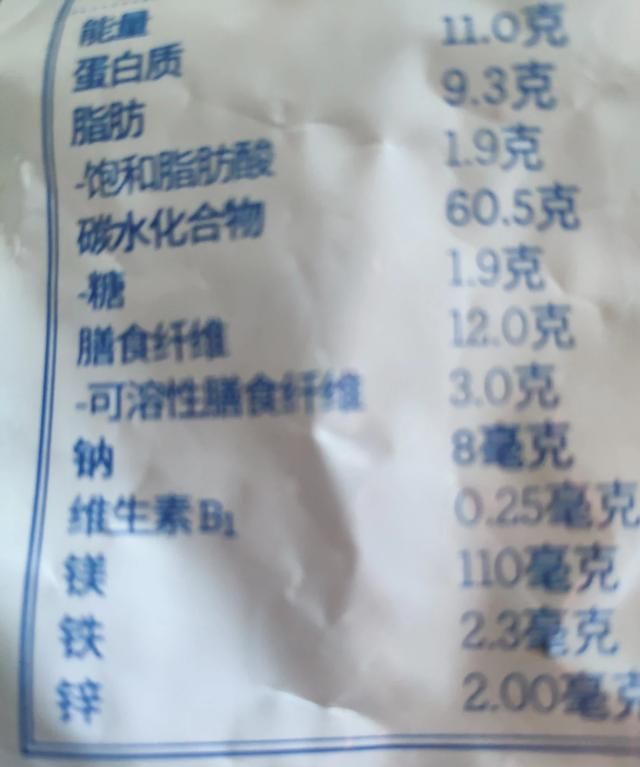 能量
蛋白质 11.0克
脂肪 9.3克
-饱和脂肪酸 1.9克
碳水化合物 60.5克
-糖 1.9克
膳食纤维 12.0克
-可溶性膳食纤维 3.0克
钠 8毫克
维生素B₁ 0.25毫克
镁 110毫克
铁 2.3毫克
锌 2.00毫克